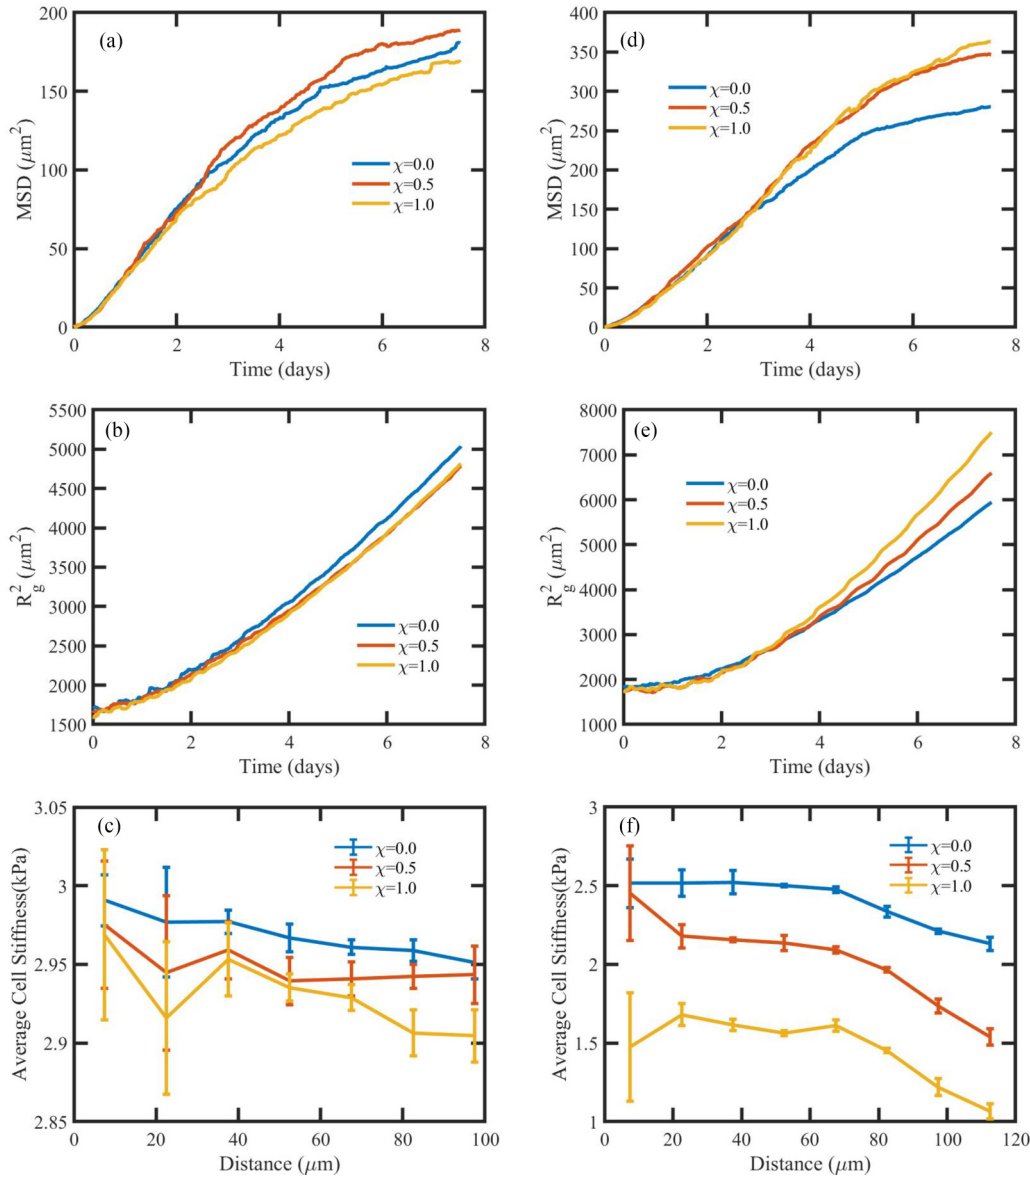 (a)
200
150
100
50
0
MSD (μm²)
χ=0.0
χ=0.5
χ=1.0
0 2 4 6 8
Time (days)
(d)
400
350
300
250
200
150
100
50
0
MSD (μm²)
χ=0.0
χ=0.5
χ=1.0
0 2 4 6 8
Time (days)
(b)
5500
5000
4500
4000
3500
3000
2500
2000
1500
R_g^2 (μm²)
χ=0.0
χ=0.5
χ=1.0
0 2 4 6 8
Time (days)
(e)
8000
7000
6000
5000
4000
3000
2000
1000
R_g^2 (μm²)
χ=0.0
χ=0.5
χ=1.0
0 2 4 6 8
Time (days)
(c)
3.05
3
2.95
2.9
2.85
Average Cell Stiffness(kPa)
χ=0.0
χ=0.5
χ=1.0
0 20 40 60 80 100
Distance (μm)
(f)
3
2.5
2
1.5
1
Average Cell Stiffness(kPa)
χ=0.0
χ=0.5
χ=1.0
0 20 40 60 80 100 120
Distance (μm)